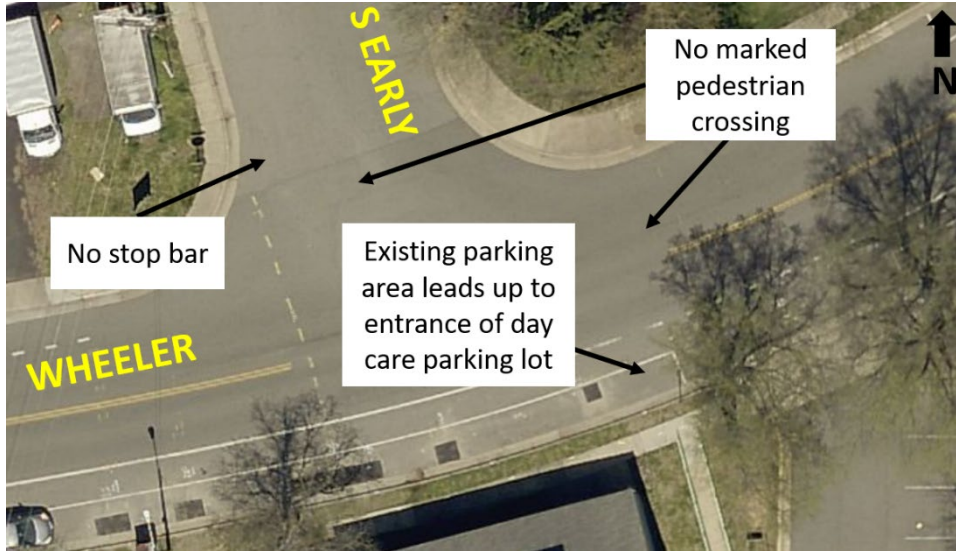 S EARLY
No marked
pedestrian
crossing
N
No stop bar
Existing parking
area leads up to
entrance of day
care parking lot
WHEELER